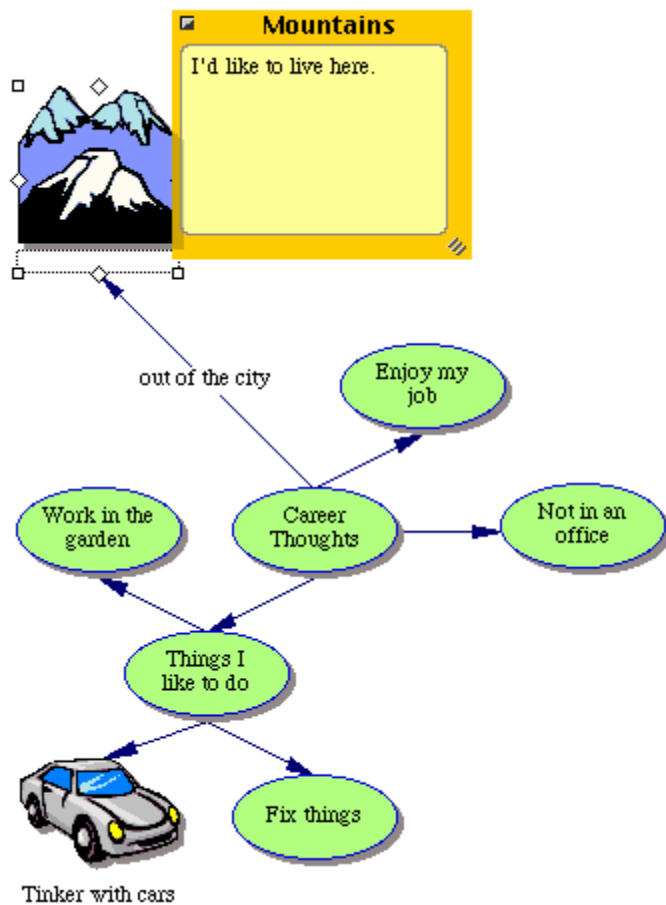 Mountains
I'd like to live here.
out of the city
Enjoy my
job
Work in the
garden
Career
Thoughts
Not in an
office
Things I
like to do
Fix things
Tinker with cars